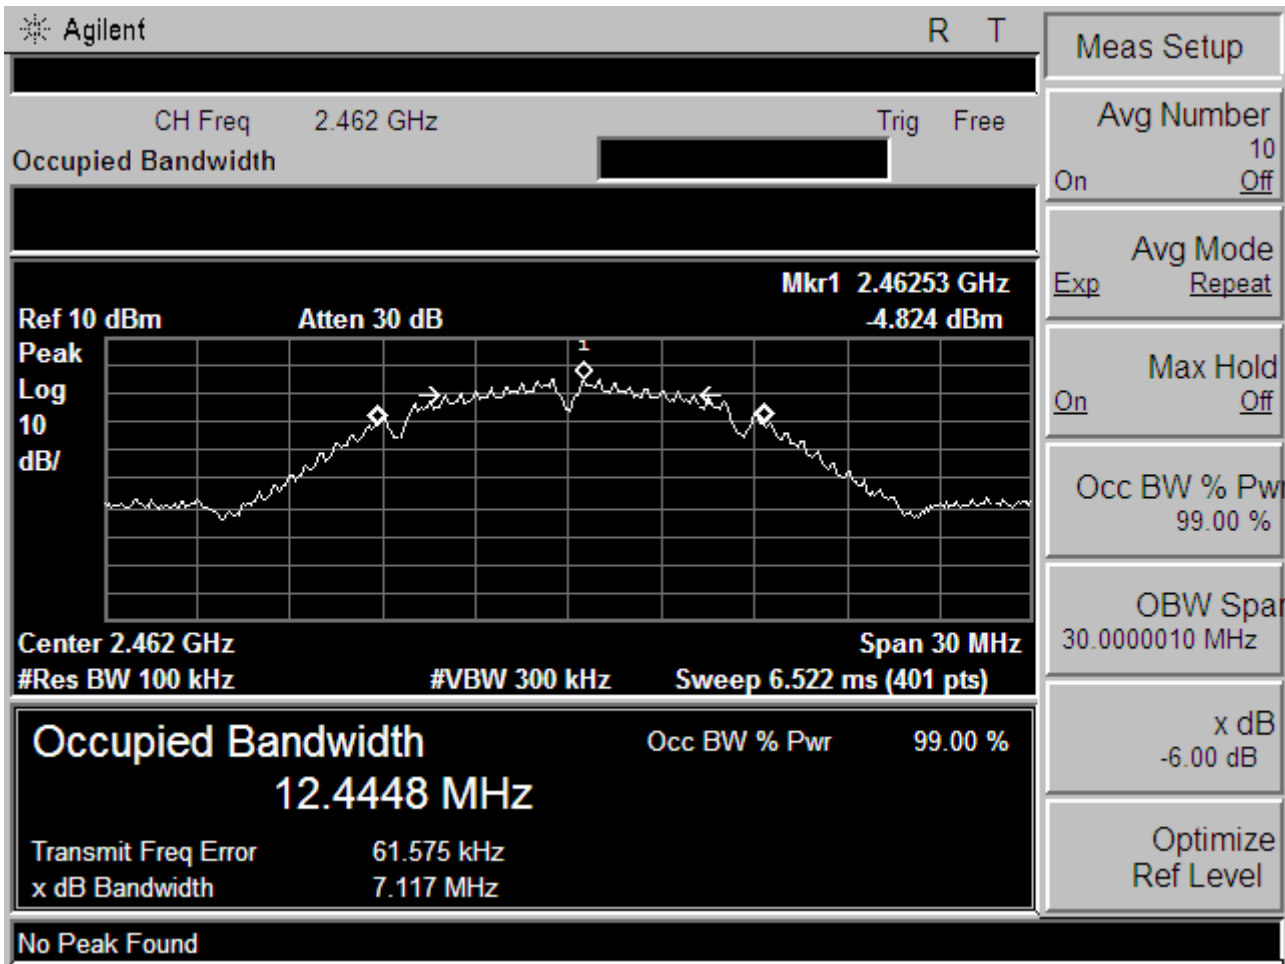 Agilent R T
Meas Setup
CH Freq 2.462 GHz Trig Free
Occupied Bandwidth
Avg Number
10
On Off
Avg Mode
Exp Repeat
Max Hold
On Off
Occ BW % Pwr
99.00 %
OBW Span
30.0000010 MHz
x dB
-6.00 dB
Optimize
Ref Level
Mkr1 2.46253 GHz
Ref 10 dBm Atten 30 dB -4.824 dBm
Peak
Log
10
dB/
1
Center 2.462 GHz Span 30 MHz
#Res BW 100 kHz #VBW 300 kHz Sweep 6.522 ms (401 pts)
Occupied Bandwidth Occ BW % Pwr 99.00 %
12.4448 MHz
Transmit Freq Error 61.575 kHz
x dB Bandwidth 7.117 MHz
No Peak Found